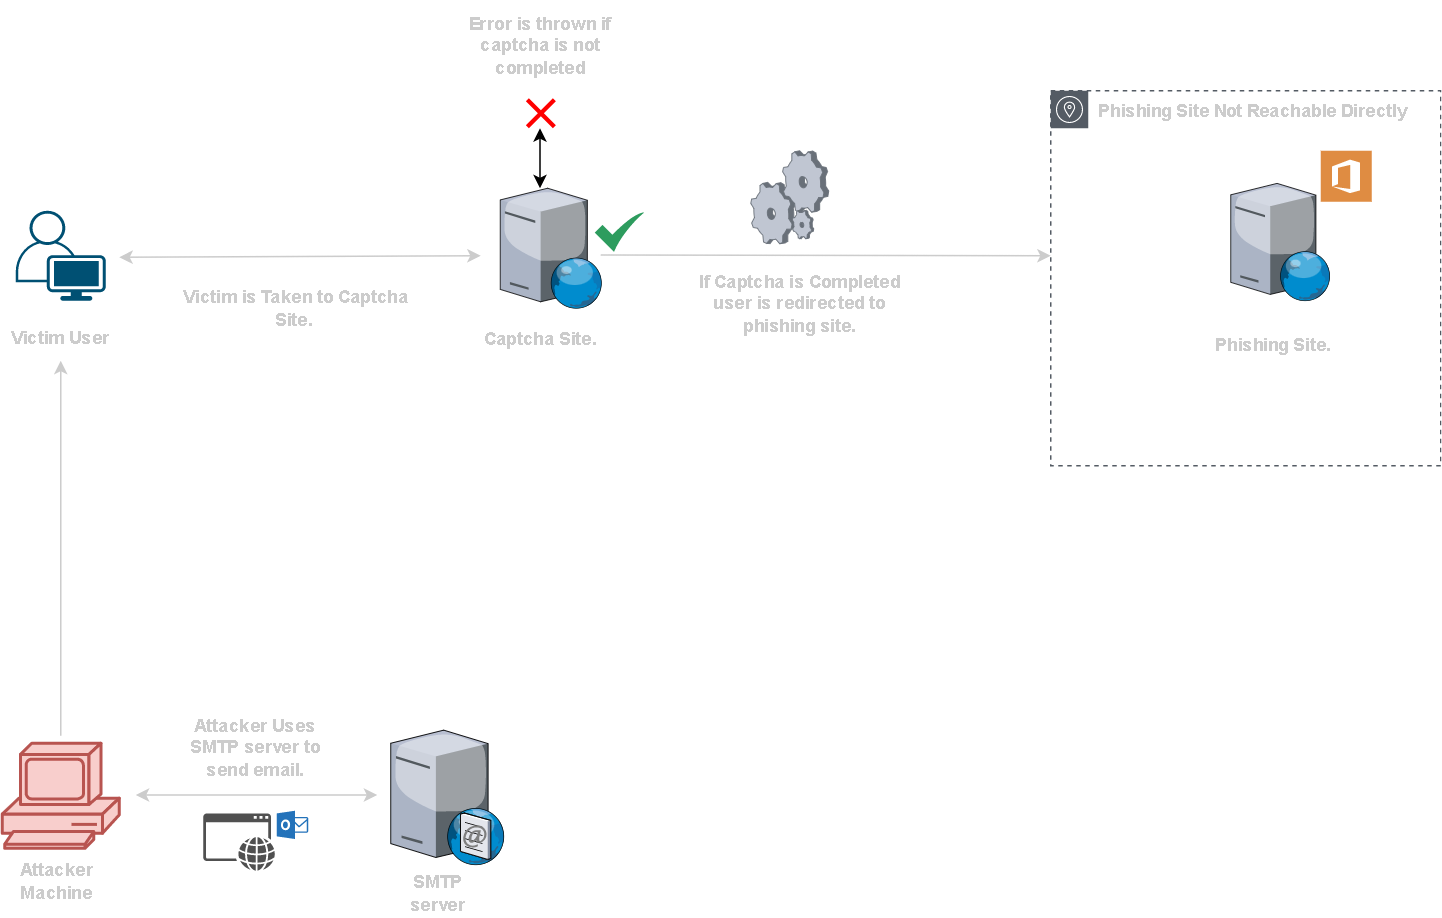 Error is thrown if
captcha is not
completed
Phishing Site Not Reachable Directly
Victim is Taken to Captcha
Site.
If Captcha is Completed
user is redirected to
phishing site.
Victim User
Captcha Site.
Phishing Site.
Attacker Uses
SMTP server to
send email.
Attacker
Machine
SMTP
server